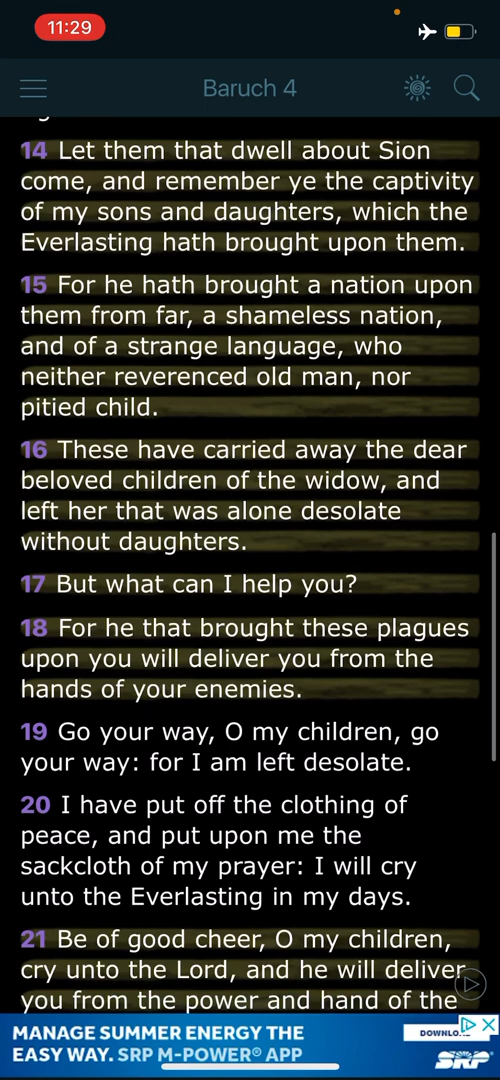 11:29
Baruch 4
14 Let them that dwell about Sion
come, and remember ye the captivity
of my sons and daughters, which the
Everlasting hath brought upon them.
15 For he hath brought a nation upon
them from far, a shameless nation,
and of a strange language, who
neither reverenced old man, nor
pitied child.
16 These have carried away the dear
beloved children of the widow, and
left her that was alone desolate
without daughters.
17 But what can I help you?
18 For he that brought these plagues
upon you will deliver you from the
hands of your enemies.
19 Go your way, O my children, go
your way: for I am left desolate.
20 I have put off the clothing of
peace, and put upon me the
sackcloth of my prayer: I will cry
unto the Everlasting in my days.
21 Be of good cheer, O my children,
cry unto the Lord, and he will deliver
you from the power and hand of the
MANAGE SUMMER ENERGY THE
EASY WAY. SRP M-POWER® APP
SRP